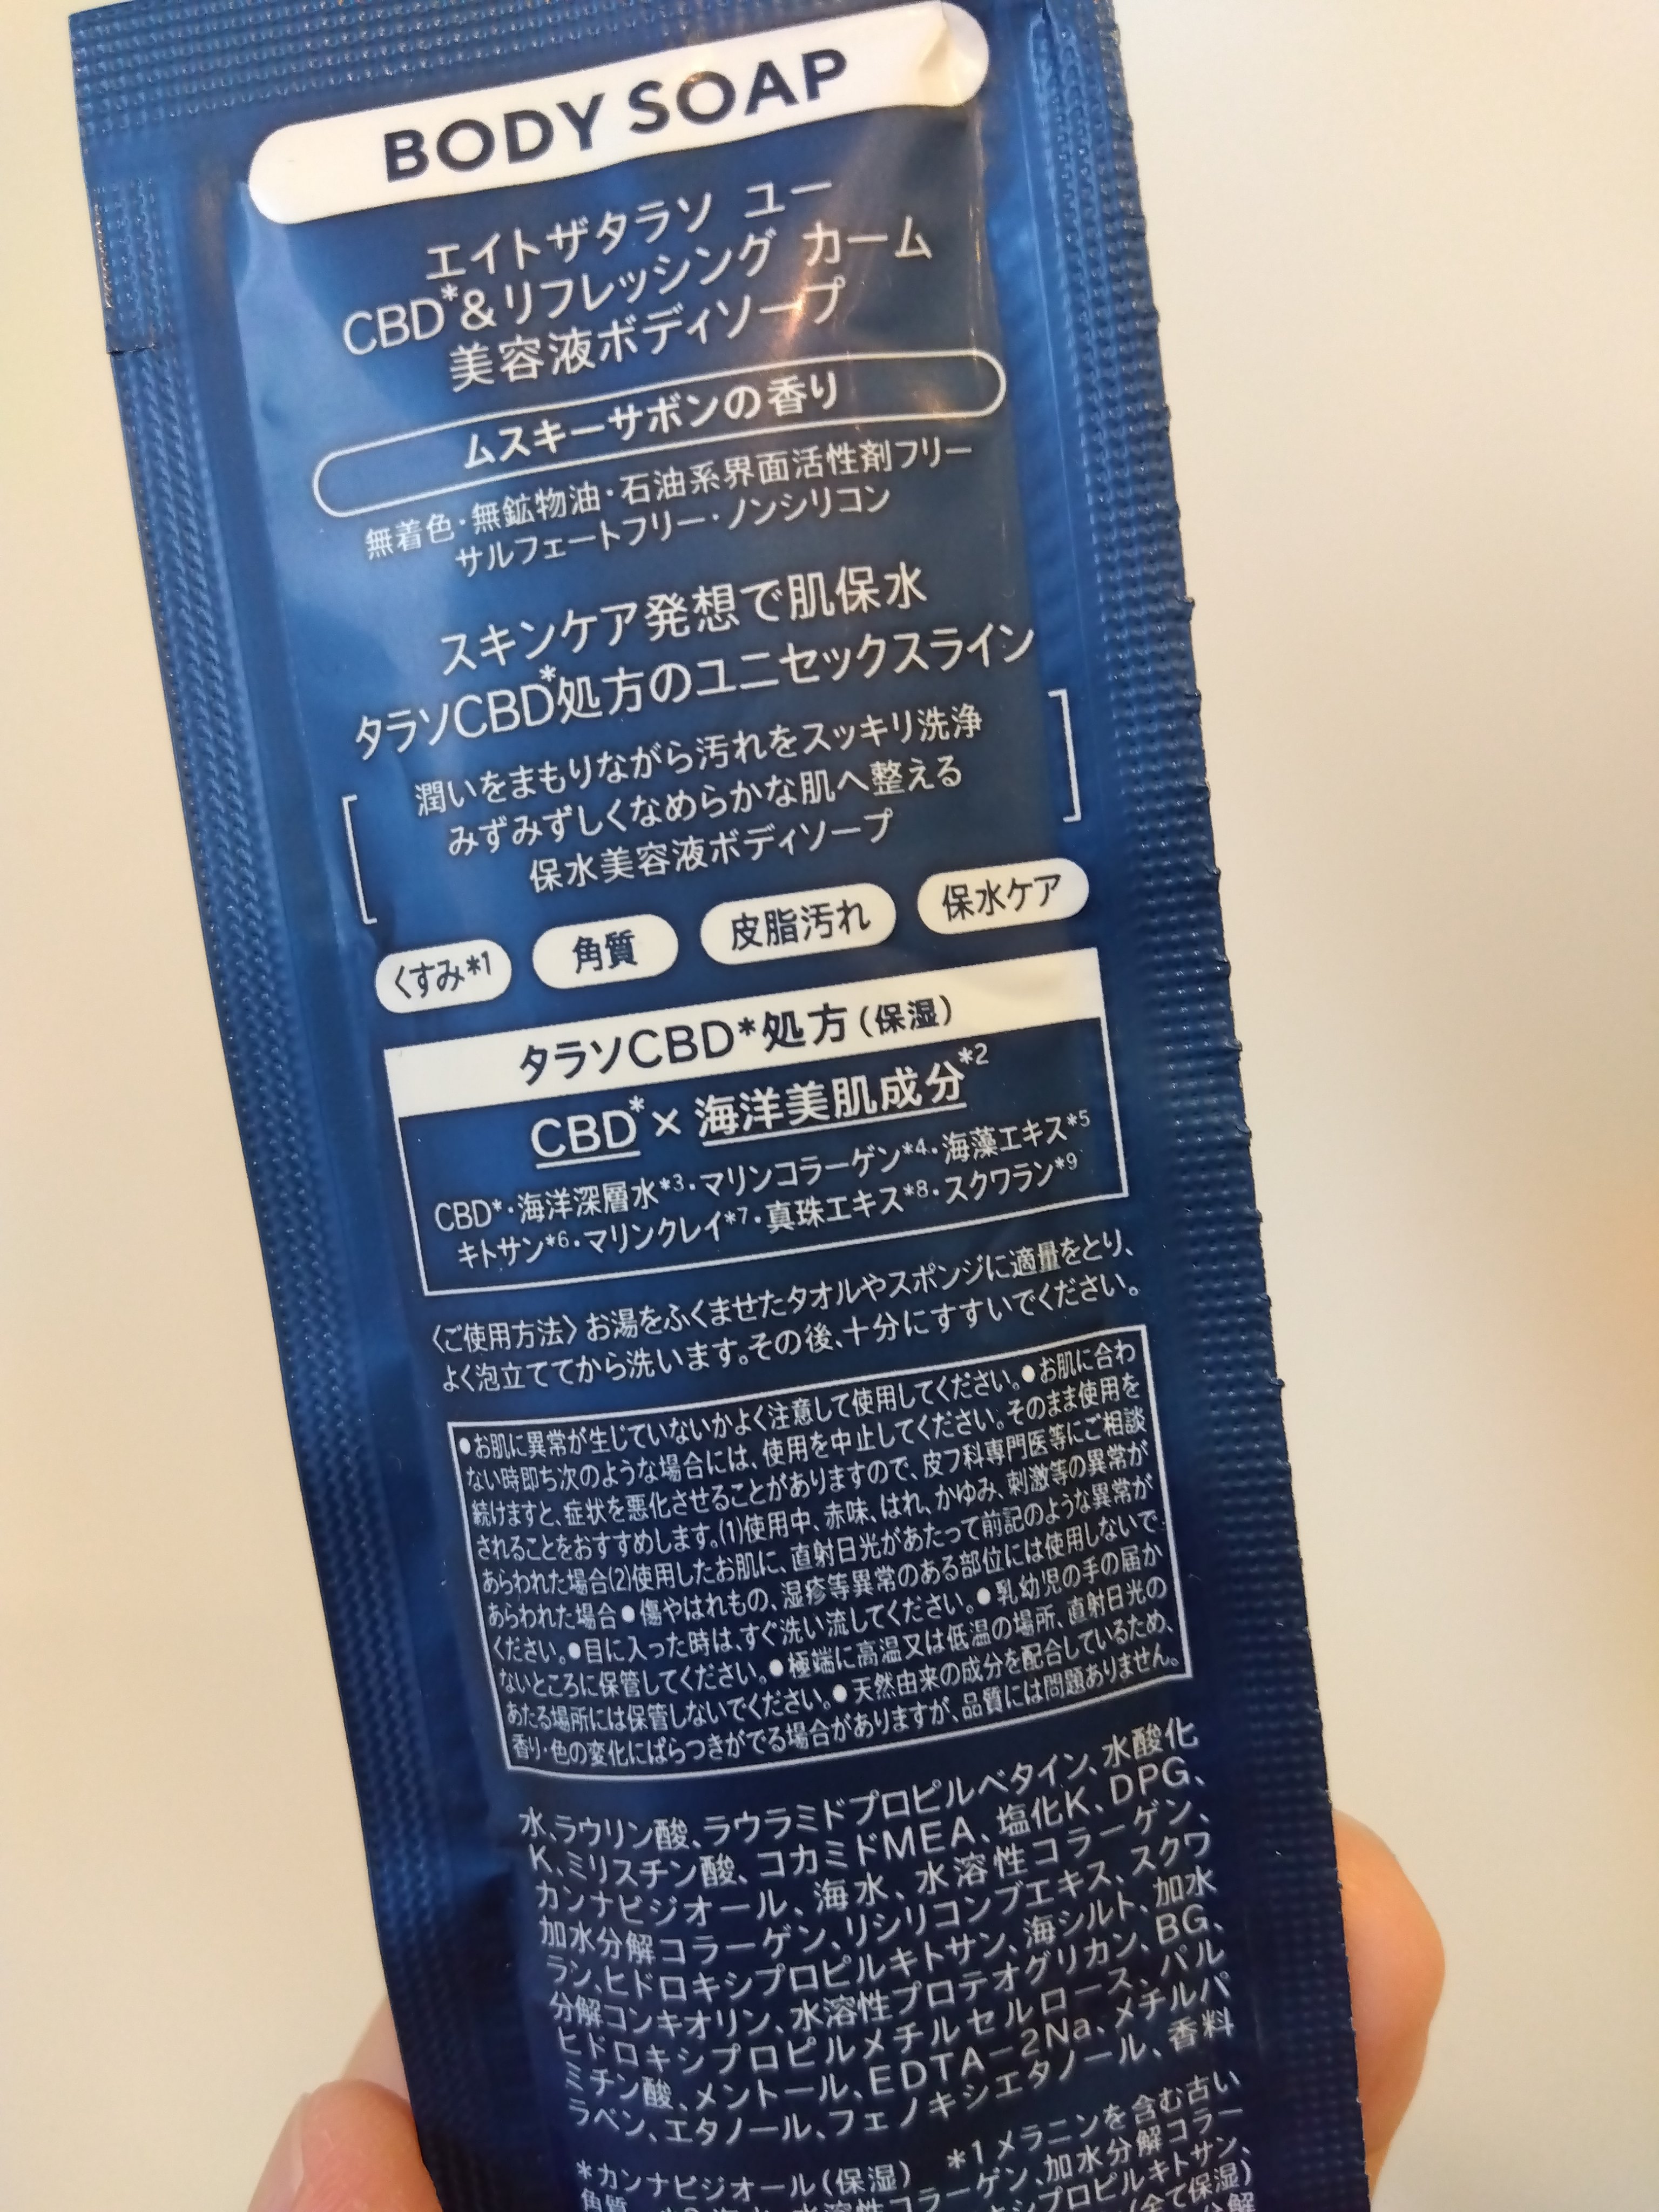 BODY SOAP
エイトザタラソ ユー
CBD*&リフレッシング カーム
美容液ボディソープ
ムスキーサボンの香り
無着色・無鉱物油・石油系界面活性剤フリー
サルフェートフリー・ノンシリコン
スキンケア発想で肌保水
タラソCBD*処方のユニセックスライン
潤いをまもりながら汚れをスッキリ洗浄
みずみずしくなめらかな肌へ整える
保水美容液ボディソープ
くすみ*1 角質 皮脂汚れ 保水ケア
タラソCBD*処方(保湿)
CBD*×海洋美肌成分*2
CBD*・海洋深層水*3・マリンコラーゲン*4・海藻エキス*5
キトサン*6・マリンクレイ*7・真珠エキス*8・スクワラン*9
〈ご使用方法〉お湯をふくませたタオルやスポンジに適量をとり、
よく泡立ててから洗います。その後、十分にすすいでください。
●お肌に異常が生じていないかよく注意して使用してください。●お肌に合わ
ない時即ち次のような場合には、使用を中止してください。そのまま使用を
続けますと、症状を悪化させることがありますので、皮フ科専門医等にご相談
されることをおすすめします。(1)使用中、赤味、はれ、かゆみ、刺激等の異常が
あらわれた場合(2)使用したお肌に、直射日光があたって前記のような異常が
あらわれた場合●傷やはれもの、湿疹等異常のある部位には使用しないで
ください。●目に入った時は、すぐ洗い流してください。●乳幼児の手の届か
ないところに保管してください。●極端に高温又は低温の場所、直射日光の
あたる場所には保管しないでください。●天然由来の成分を配合しているため、
香り・色の変化にばらつきがでる場合がありますが、品質には問題ありません。
水、ラウリン酸、ラウラミドプロピルベタイン、水酸化
K、ミリスチン酸、コカミドMEA、塩化K、DPG、
カンナビジオール、海水、水溶性コラーゲン、
加水分解コラーゲン、リシリコンブエキス、スクワ
ラン、ヒドロキシプロピルキトサン、海シルト、加水
分解コンキオリン、水溶性プロテオグリカン、BG、
ヒドロキシプロピルメチルセルロース、パル
ミチン酸、メントール、EDTA-2Na、メチルパ
ラベン、エタノール、フェノキシエタノール、香料
*カンナビジオール(保湿) *1 メラニンを含む古い
角質 コラーゲン、加水分解コラー
キシプロピルキトサン、
(全て保湿)
分解